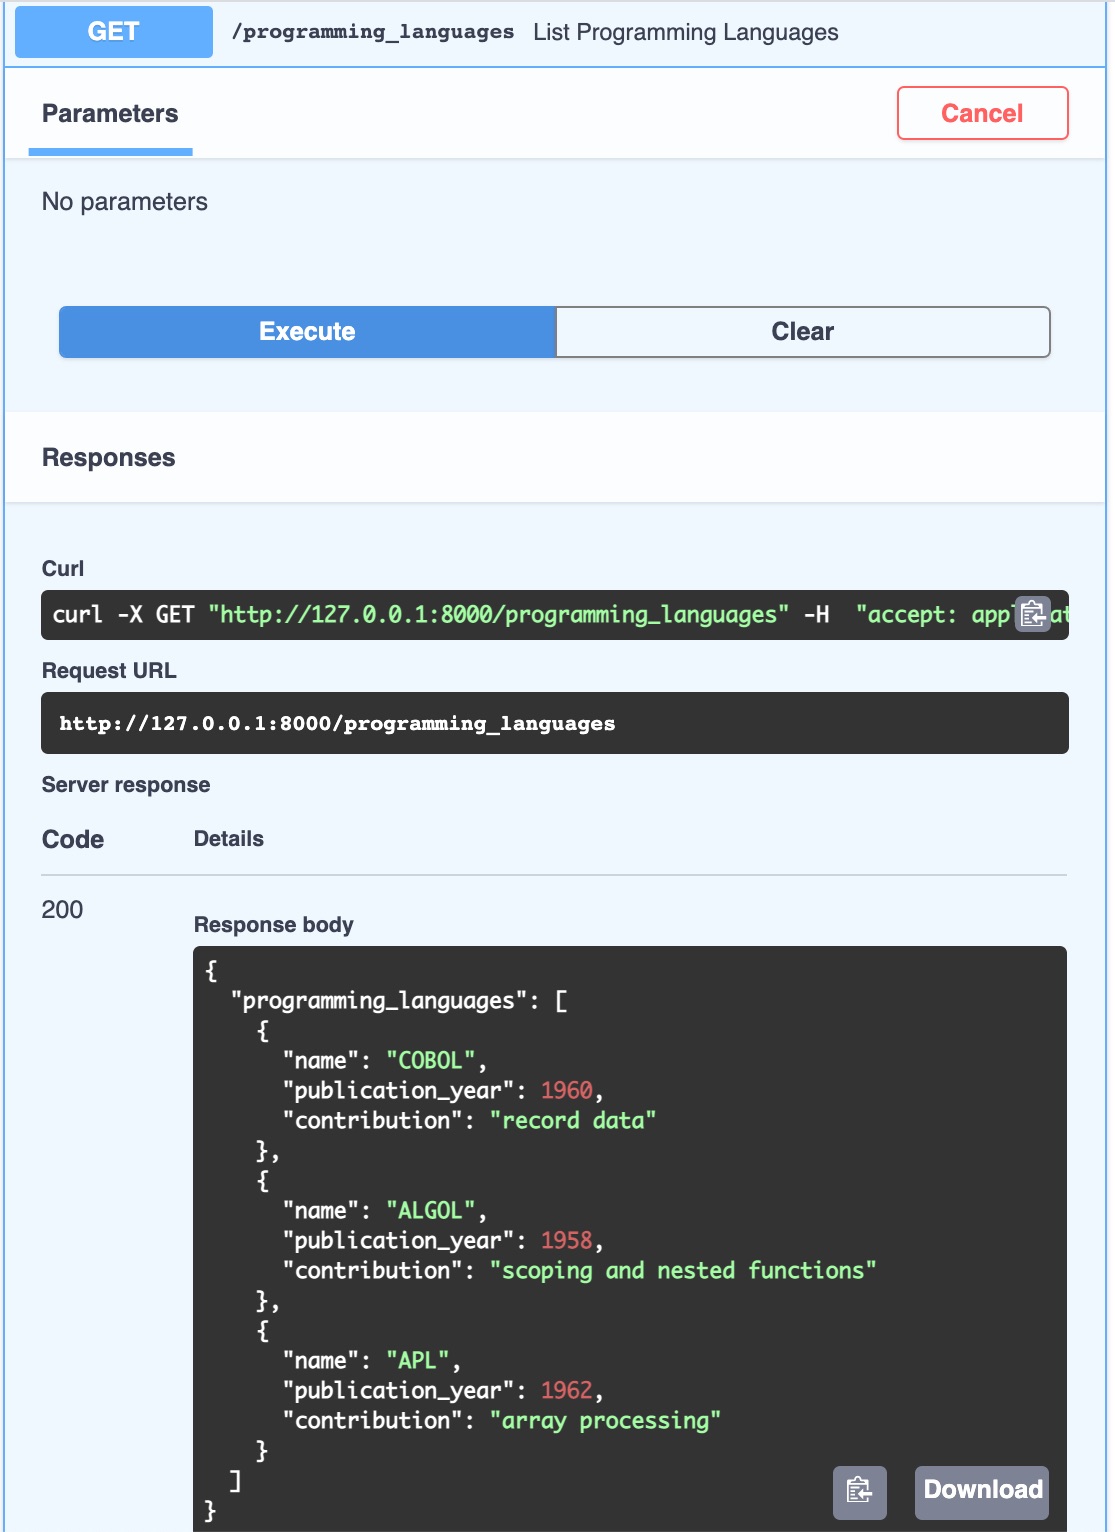 GET /programming_languages List Programming Languages
Parameters
Cancel
No parameters
Execute
Clear
Responses
Curl
curl -X GET "http://127.0.0.1:8000/programming_languages" -H "accept:
Request URL
http://127.0.0.1:8000/programming_languages
Server response
Code Details
200
Response body
{
"programming_languages": [
{
"name": "COBOL",
"publication_year": 1960,
"contribution": "record data"
},
{
"name": "ALGOL",
"publication_year": 1958,
"contribution": "scoping and nested functions"
},
{
"name": "APL",
"publication_year": 1962,
"contribution": "array processing"
}
]
}
Download